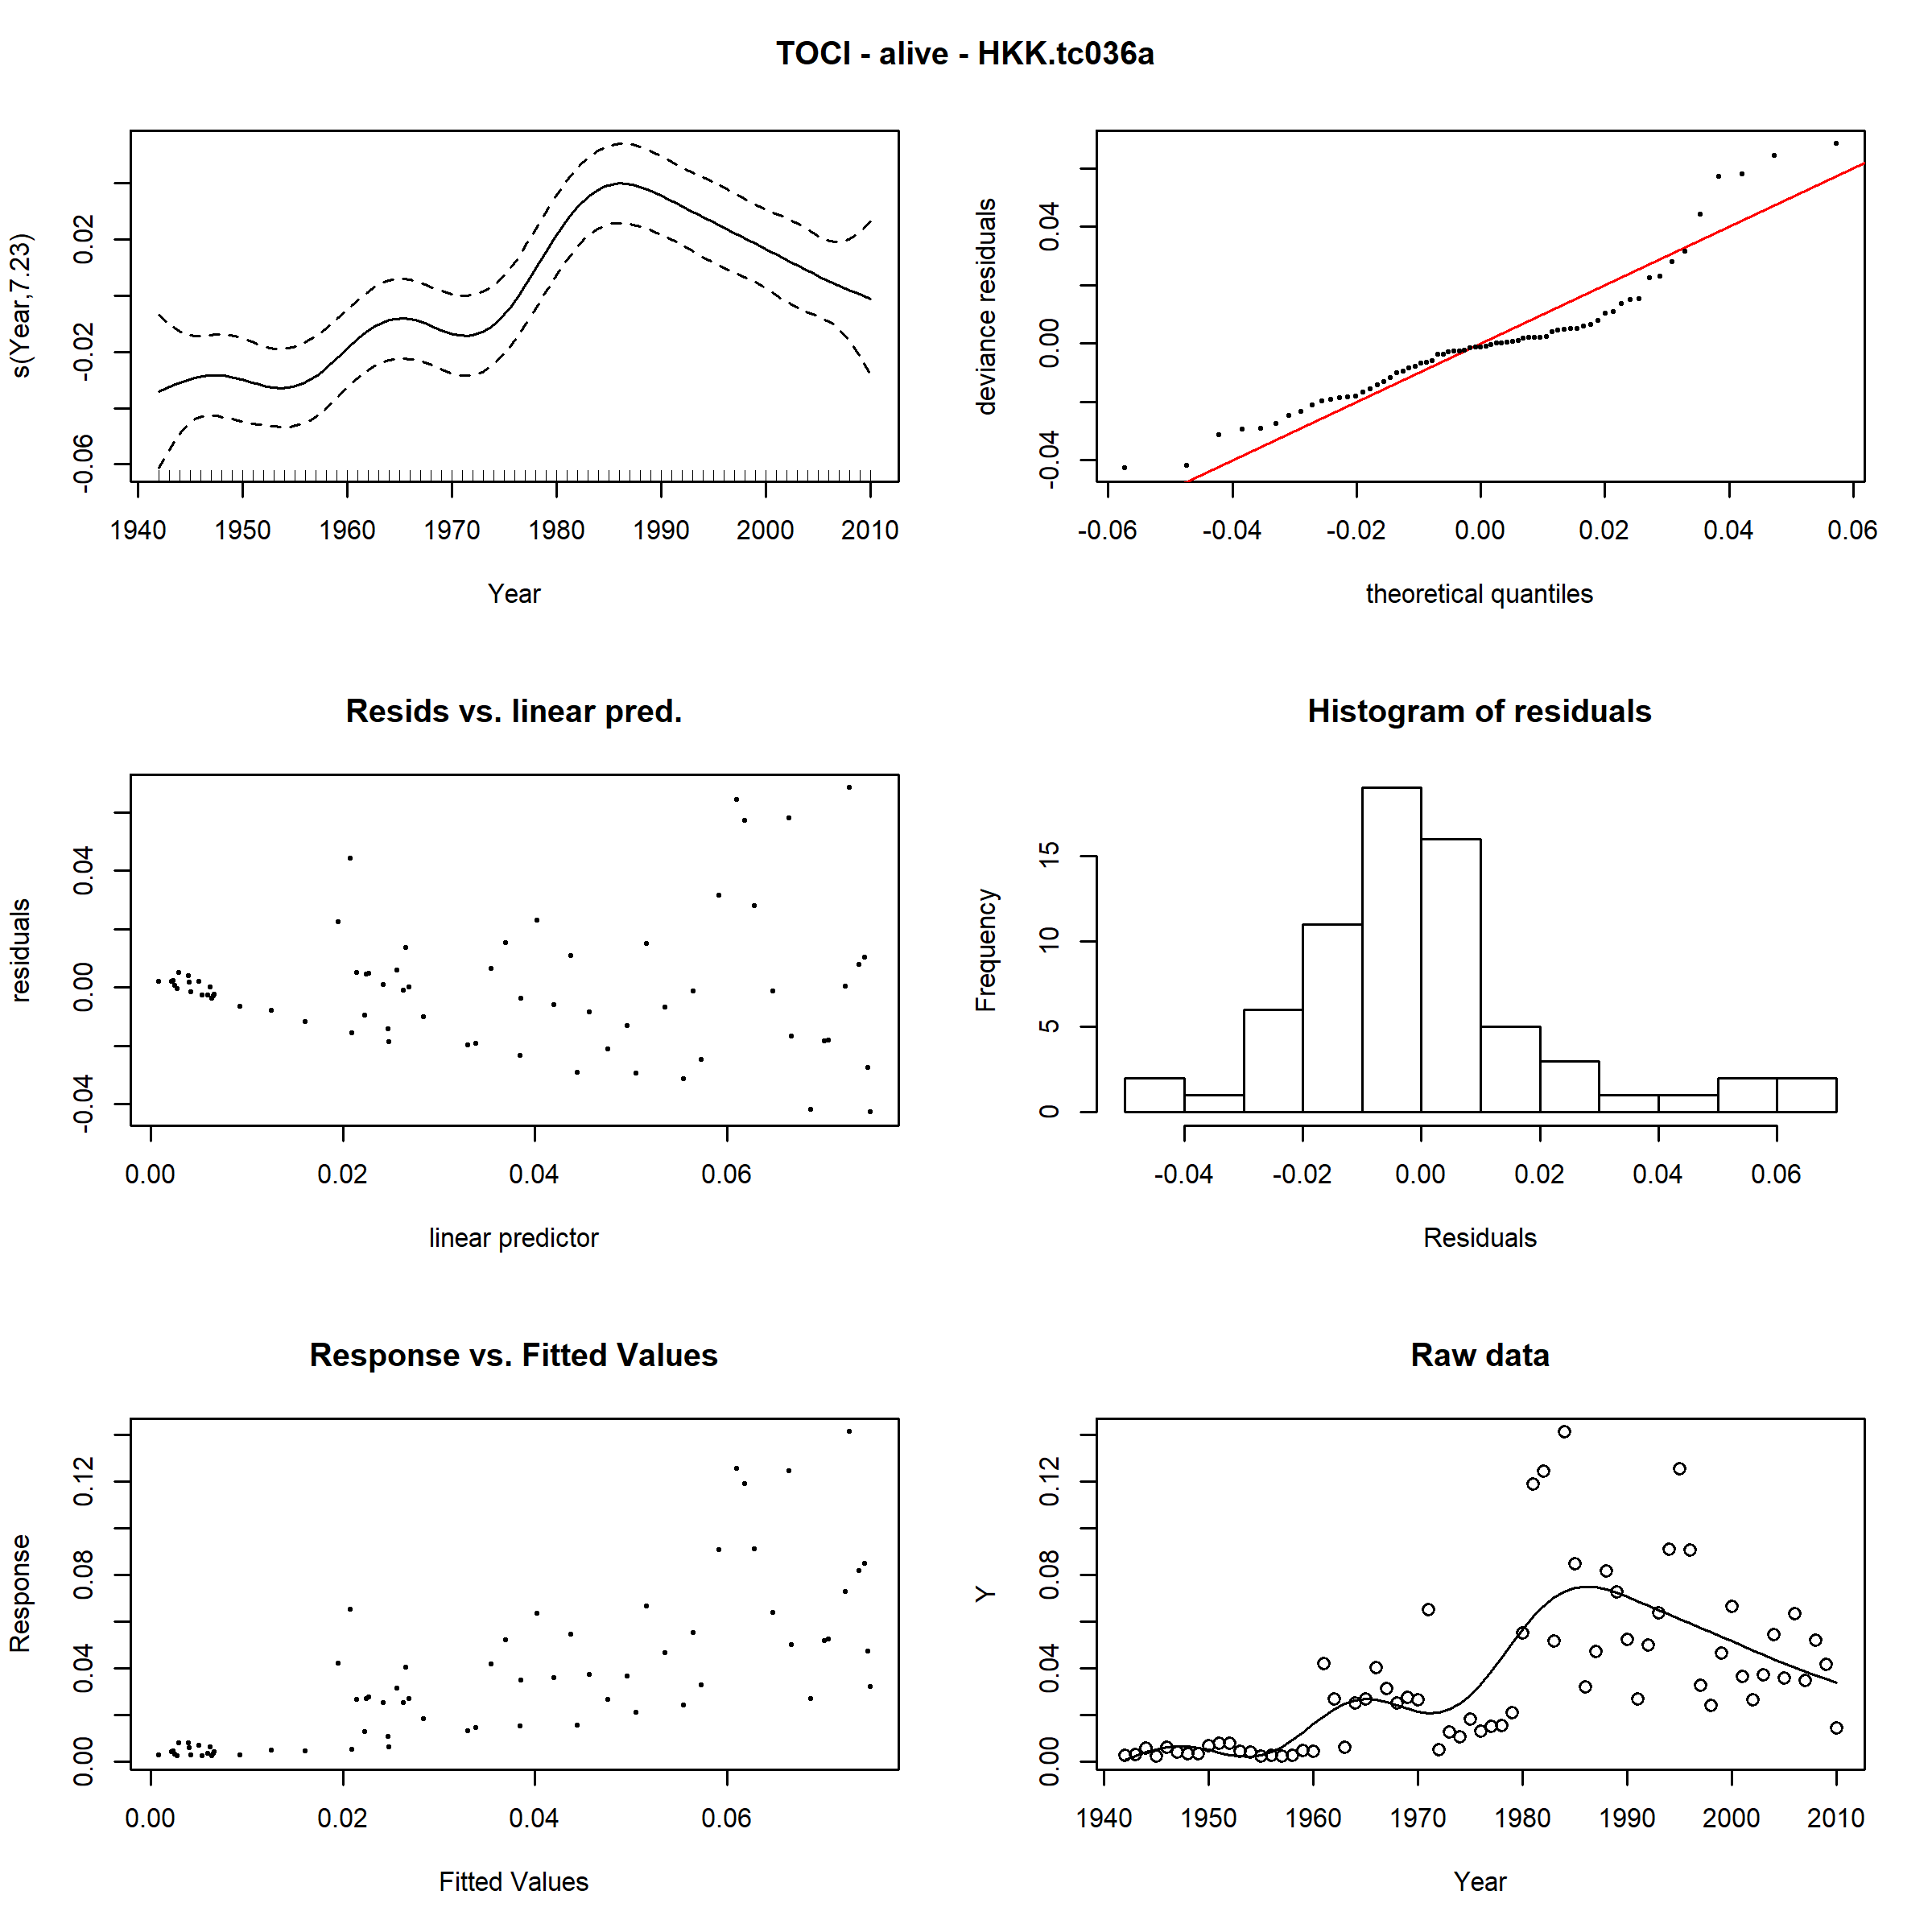 TOCI - alive - HKK.tc036a
s(Year,7.23)
-0.06 -0.02 0.02
1940 1950 1960 1970 1980 1990 2000 2010
Year
deviance residuals
-0.04 0.00 0.04
-0.06 -0.04 -0.02 0.00 0.02 0.04 0.06
theoretical quantiles
Resids vs. linear pred.
residuals
-0.04 0.00 0.04
0.00 0.02 0.04 0.06
linear predictor
Histogram of residuals
Frequency
0 5 10 15
-0.04 -0.02 0.00 0.02 0.04 0.06
Residuals
Response vs. Fitted Values
Response
0.00 0.04 0.08 0.12
0.00 0.02 0.04 0.06
Fitted Values
Raw data
Y
0.00 0.04 0.08 0.12
1940 1950 1960 1970 1980 1990 2000 2010
Year